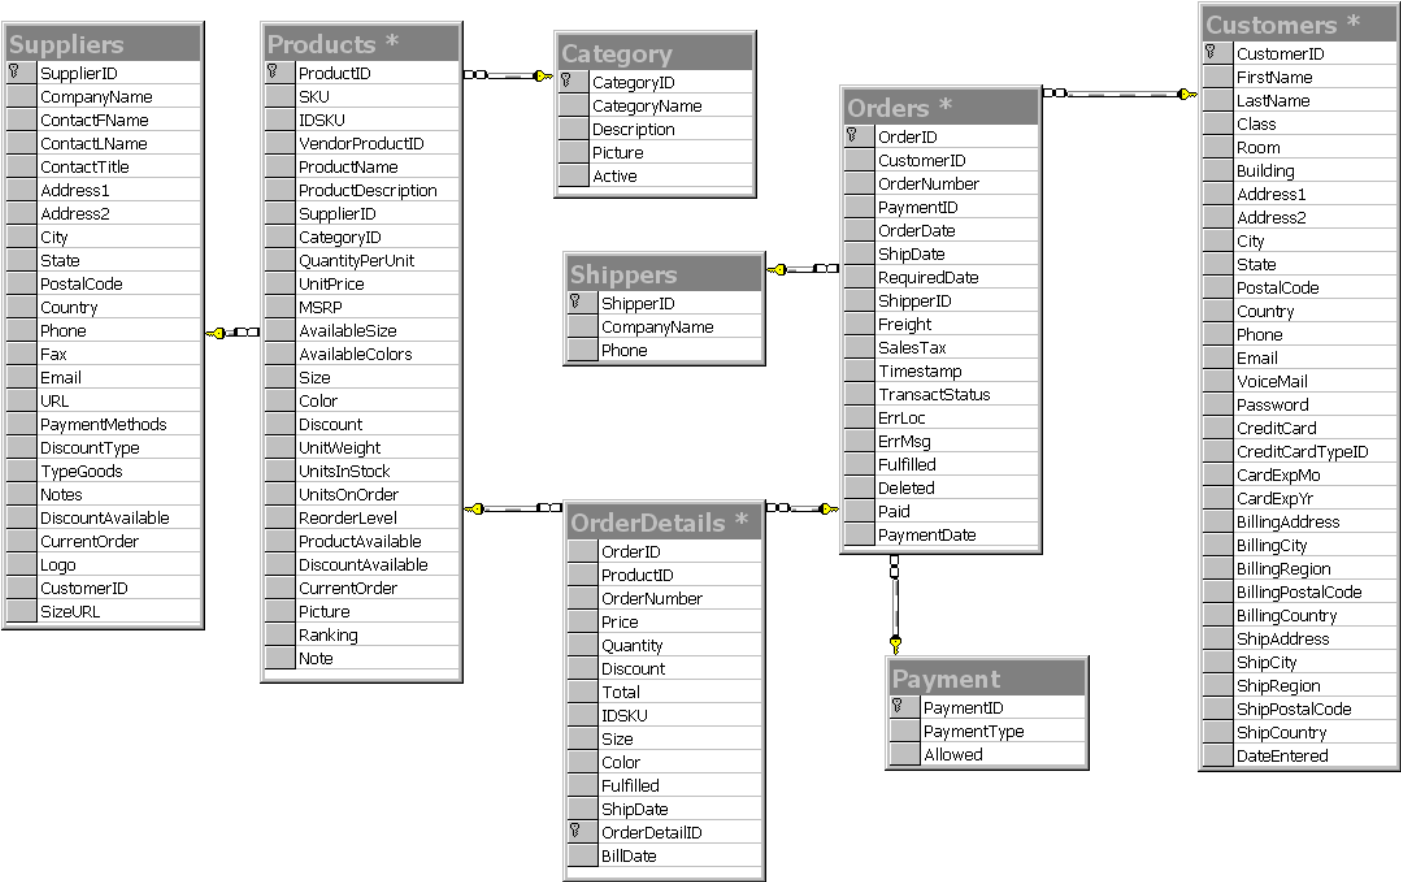 Suppliers
SupplierID
CompanyName
ContactFName
ContactLName
ContactTitle
Address1
Address2
City
State
PostalCode
Country
Phone
Fax
Email
URL
PaymentMethods
DiscountType
TypeGoods
Notes
DiscountAvailable
CurrentOrder
Logo
CustomerID
SizeURL
Products *
ProductID
SKU
IDSKU
VendorProductID
ProductName
ProductDescription
SupplierID
CategoryID
QuantityPerUnit
UnitPrice
MSRP
AvailableSize
AvailableColors
Size
Color
Discount
UnitWeight
UnitsInStock
UnitsOnOrder
ReorderLevel
ProductAvailable
DiscountAvailable
CurrentOrder
Picture
Ranking
Note
Category
CategoryID
CategoryName
Description
Picture
Active
Shippers
ShipperID
CompanyName
Phone
OrderDetails *
OrderID
ProductID
OrderNumber
Price
Quantity
Discount
Total
IDSKU
Size
Color
Fulfilled
ShipDate
OrderDetailID
BillDate
Orders *
OrderID
CustomerID
OrderNumber
PaymentID
OrderDate
ShipDate
RequiredDate
ShipperID
Freight
SalesTax
Timestamp
TransactStatus
ErrLoc
ErrMsg
Fulfilled
Deleted
Paid
PaymentDate
Payment
PaymentID
PaymentType
Allowed
Customers *
CustomerID
FirstName
LastName
Class
Room
Building
Address1
Address2
City
State
PostalCode
Country
Phone
Email
VoiceMail
Password
CreditCard
CreditCardTypeID
CardExpMo
CardExpYr
BillingAddress
BillingCity
BillingRegion
BillingPostalCode
BillingCountry
ShipAddress
ShipCity
ShipRegion
ShipPostalCode
ShipCountry
DateEntered